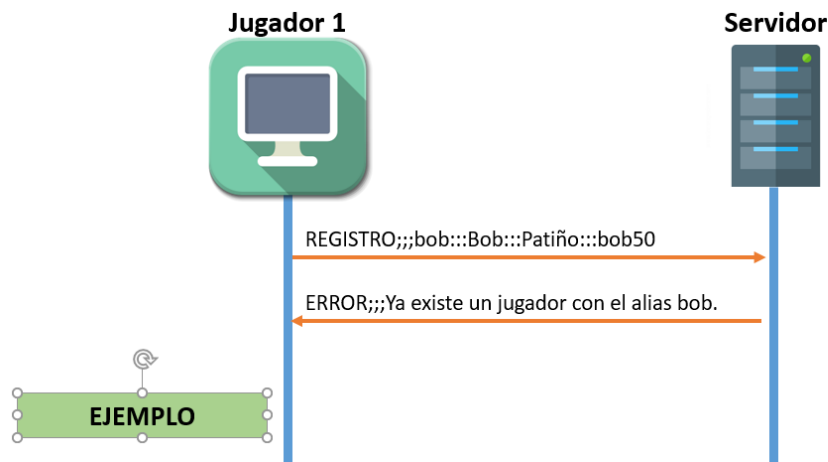 Jugador 1
Servidor
REGISTRO;;;bob:::Bob:::Patiño:::bob50
ERROR;;;Ya existe un jugador con el alias bob.
EJEMPLO